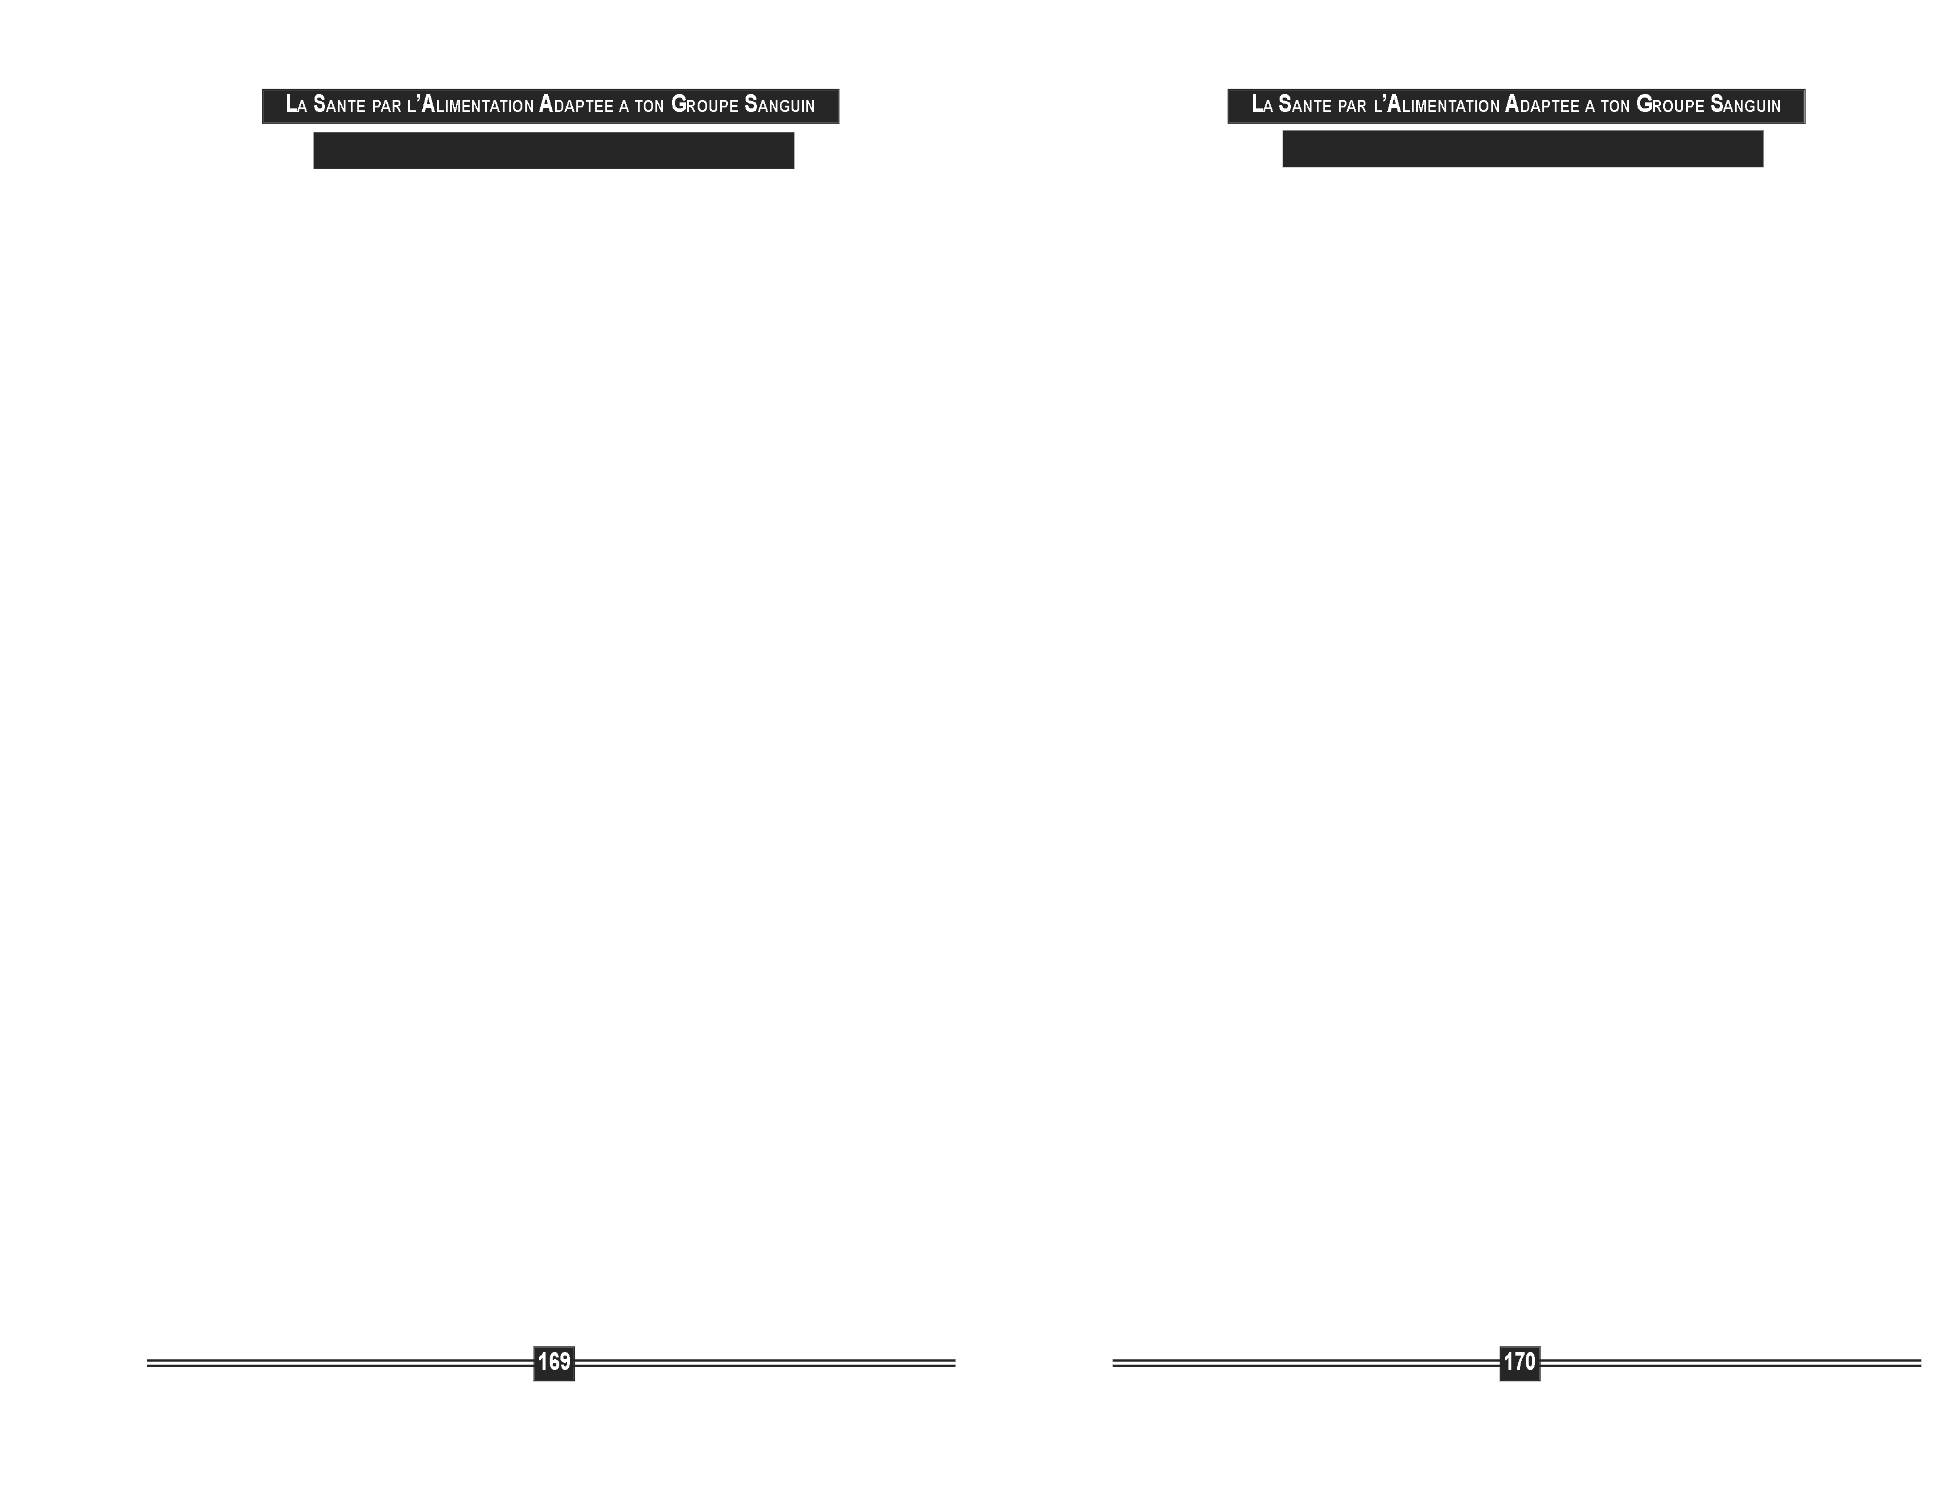 LA SANTE PAR L’ALIMENTATION ADAPTEE A TON GROUPE SANGUIN
169
LA SANTE PAR L’ALIMENTATION ADAPTEE A TON GROUPE SANGUIN
170